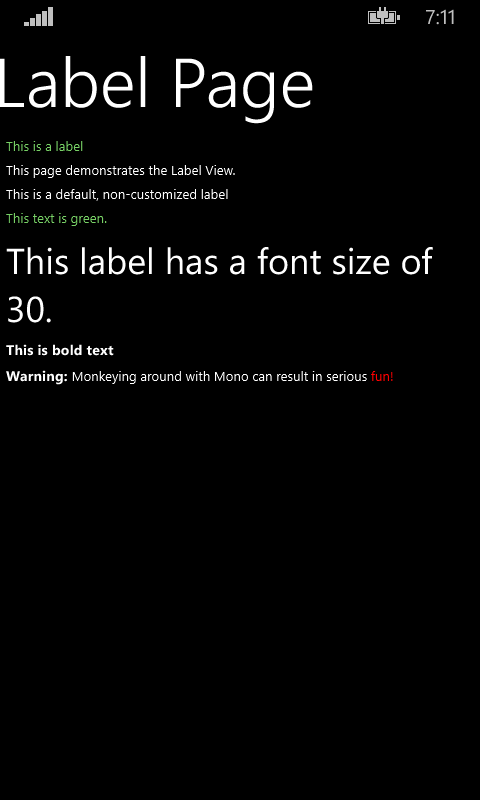 7:11
Label Page
This is a label
This page demonstrates the Label View.
This is a default, non-customized label
This text is green.
This label has a font size of
30.
This is bold text
Warning: Monkeying around with Mono can result in serious fun!